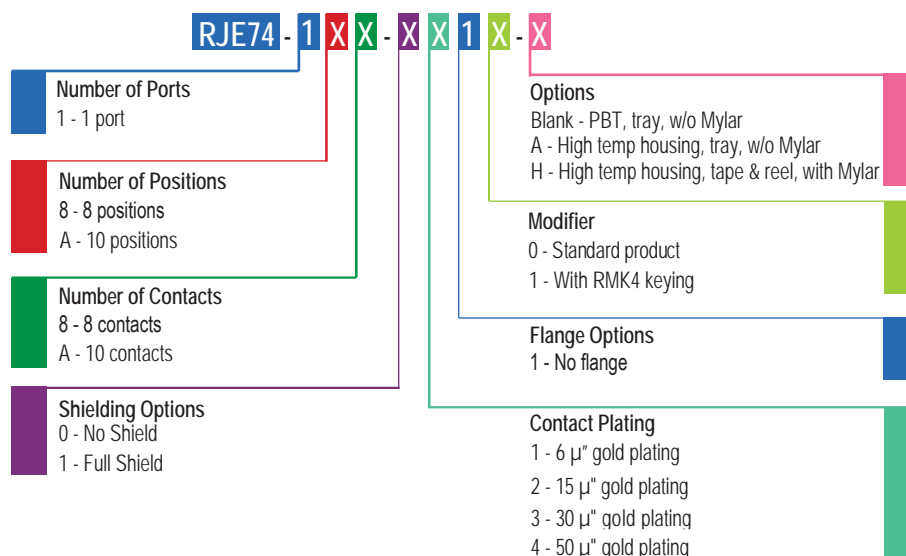 RJE74 - 1 X X - X X 1 X - X
Number of Ports
1 - 1 port
Number of Positions
8 - 8 positions
A - 10 positions
Number of Contacts
8 - 8 contacts
A - 10 contacts
Shielding Options
0 - No Shield
1 - Full Shield
Options
Blank - PBT, tray, w/o Mylar
A - High temp housing, tray, w/o Mylar
H - High temp housing, tape & reel, with Mylar
Modifier
0 - Standard product
1 - With RMK4 keying
Flange Options
1 - No flange
Contact Plating
1 - 6 µ" gold plating
2 - 15 µ" gold plating
3 - 30 µ" gold plating
4 - 50 µ" gold plating